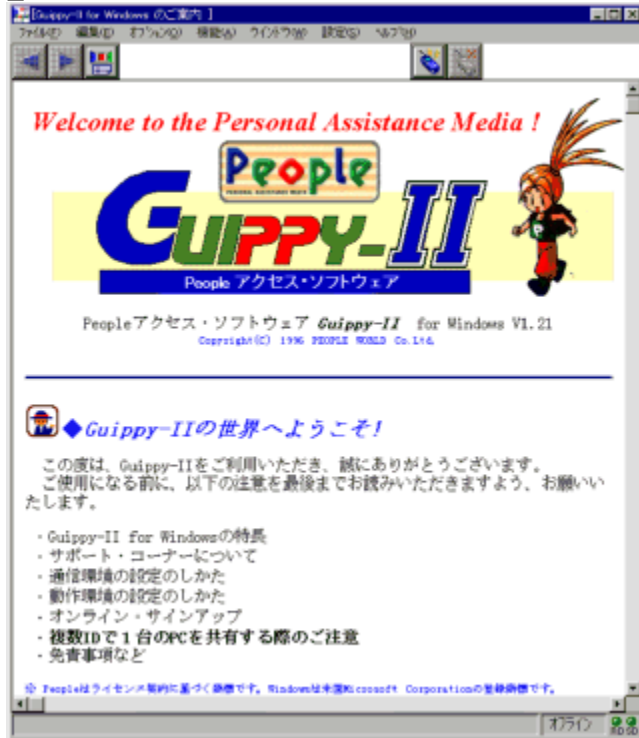 [Guippy-II for Windows のご案内 ]
ファイル(F) 編集(E) オプション(O) 機能(A) ウインドウ(W) 設定(S) ヘルプ(H)
Welcome to the Personal Assistance Media !
People
PERSONAL ASSISTANCE MEDIA
GUIPPY-II
People アクセス・ソフトウェア
Peopleアクセス・ソフトウェア Guippy-II for Windows V1.21
Copyright(C) 1996 PEOPLE WORLD Co.Ltd.
◆Guippy-IIの世界へようこそ!
この度は、Guippy-IIをご利用いただき、誠にありがとうございます。
ご使用になる前に、以下の注意を最後までお読みいただきますよう、お願いい
たします。
・Guippy-II for Windowsの特長
・サポート・コーナーについて
・通信環境の設定のしかた
・動作環境の設定のしかた
・オンライン・サインアップ
・複数IDで1台のPCを共有する際のご注意
・免責事項など
※ Peopleはライセンス契約に基づく商標です。Windowsは米国Microsoft Corporationの登録商標です。
オフライン
RD SD